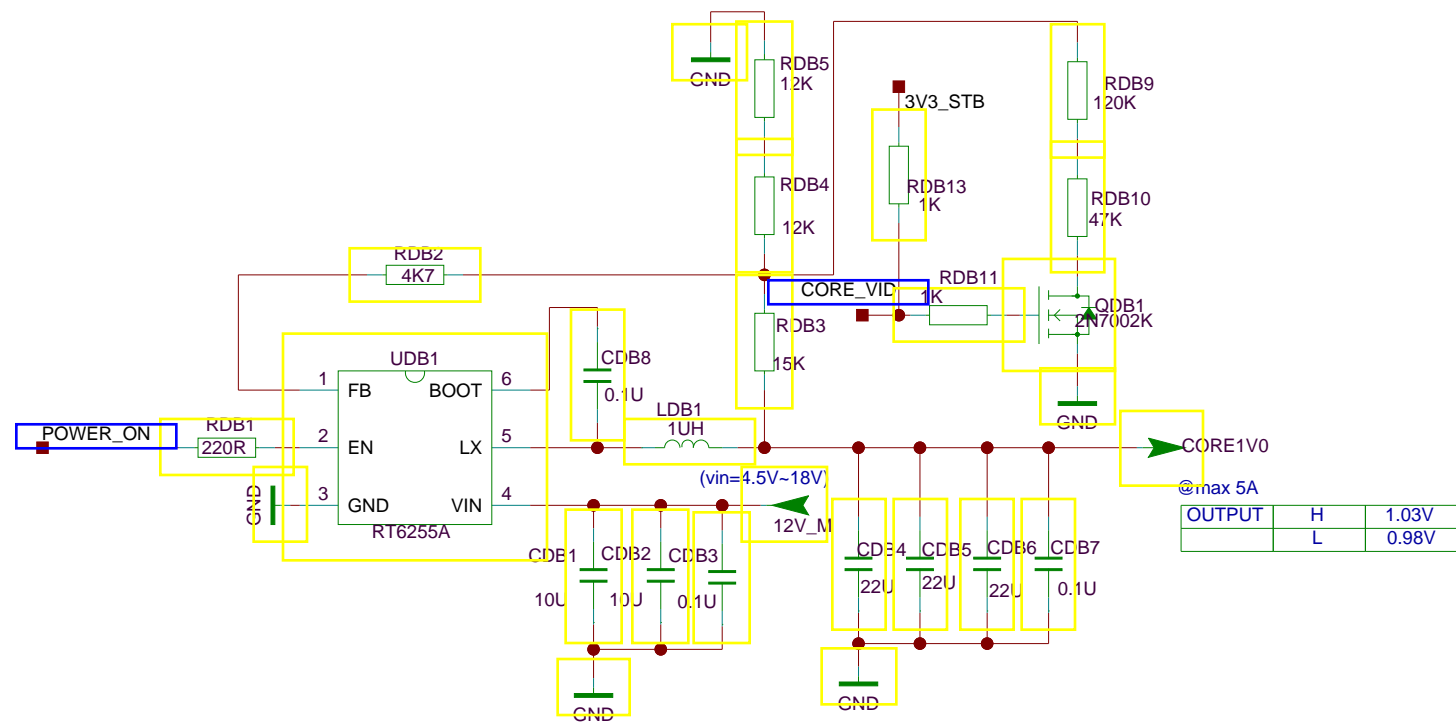 GND
RDB5
12K
3V3_STB
RDB9
120K
RDB4
12K
RDB13
1K
RDB10
47K
RDB2
4K7
CORE_VID
RDB11
1K
QDB1
2N7002K
RDB3
15K
UDB1
CDB8
0.1U
1
FB
BOOT
6
LDB1
1UH
GND
POWER_ON
RDB1
220R
2
EN
LX
5
CORE1V0
(vin=4.5V~18V)
@max 5A
GND
3
GND
VIN
4
12V_M
OUTPUT H 1.03V
L 0.98V
RT6255A
CDB1
CDB2
CDB3
CDB4
CDB5
CDB6
CDB7
10U
10U
0.1U
22U
22U
22U
0.1U
GND
GND